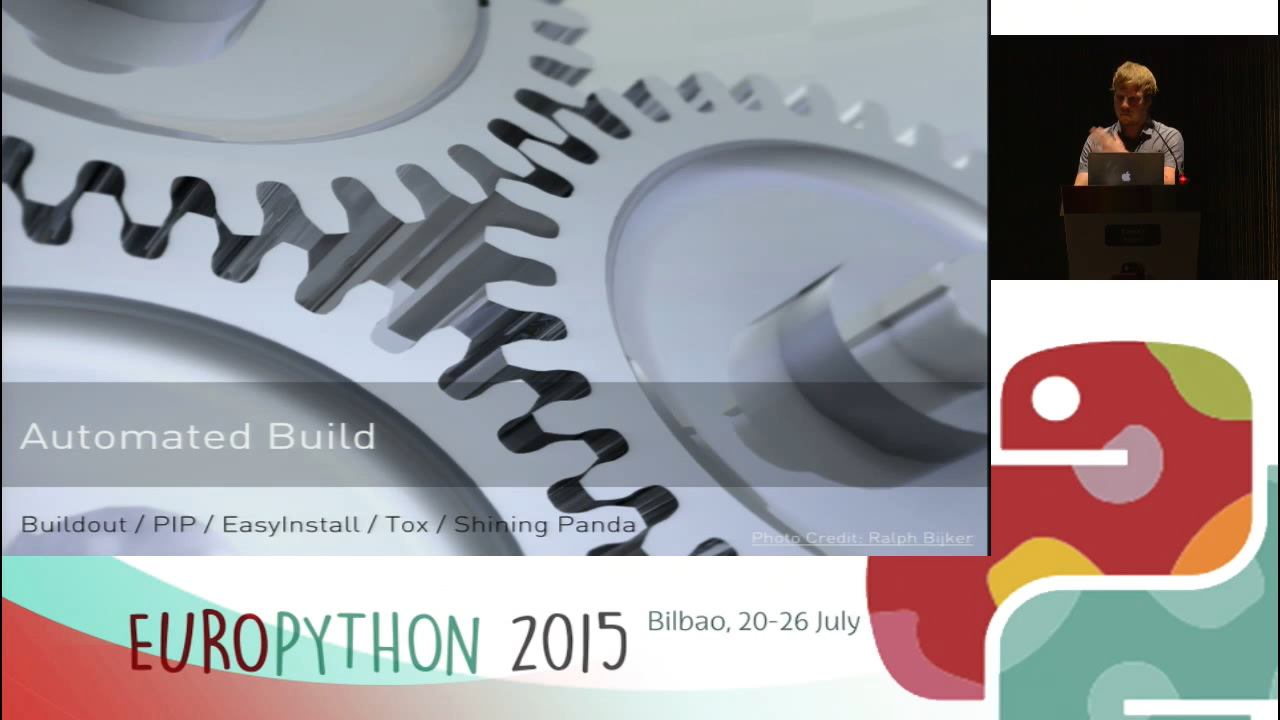 Automated Build
Buildout / PIP / EasyInstall / Tox / Shining Panda
Photo Credit: Ralph Bijker
EUROPYTHON 2015
Bilbao, 20-26 July